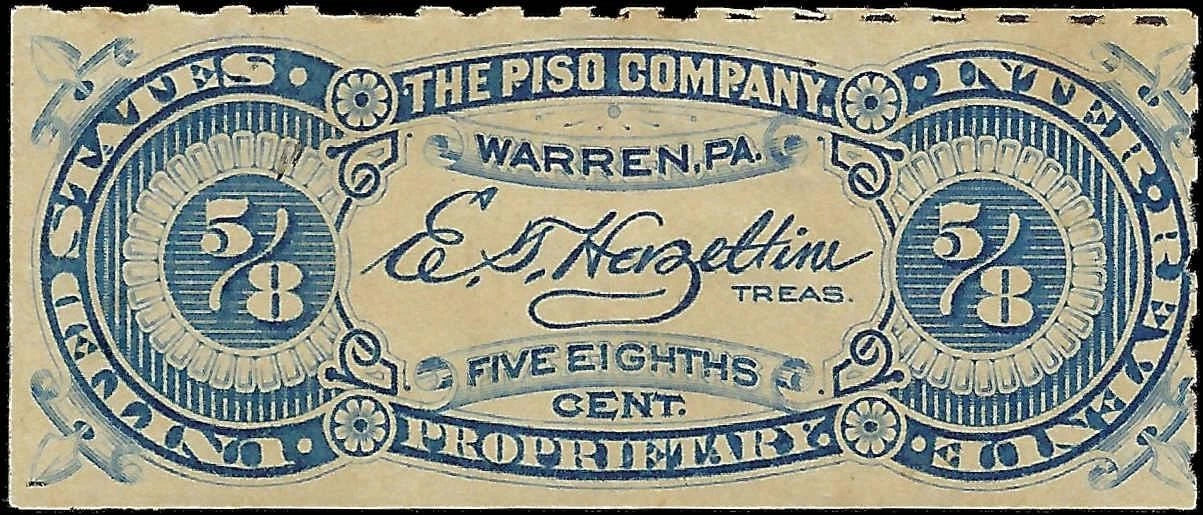 THE PISO COMPANY.
WARREN, PA.
UNITED STATES.
INTER. REVENUE.
5/8
5/8
E. T. Hazeltine
TREAS.
FIVE EIGHTHS
CENT.
PROPRIETARY.